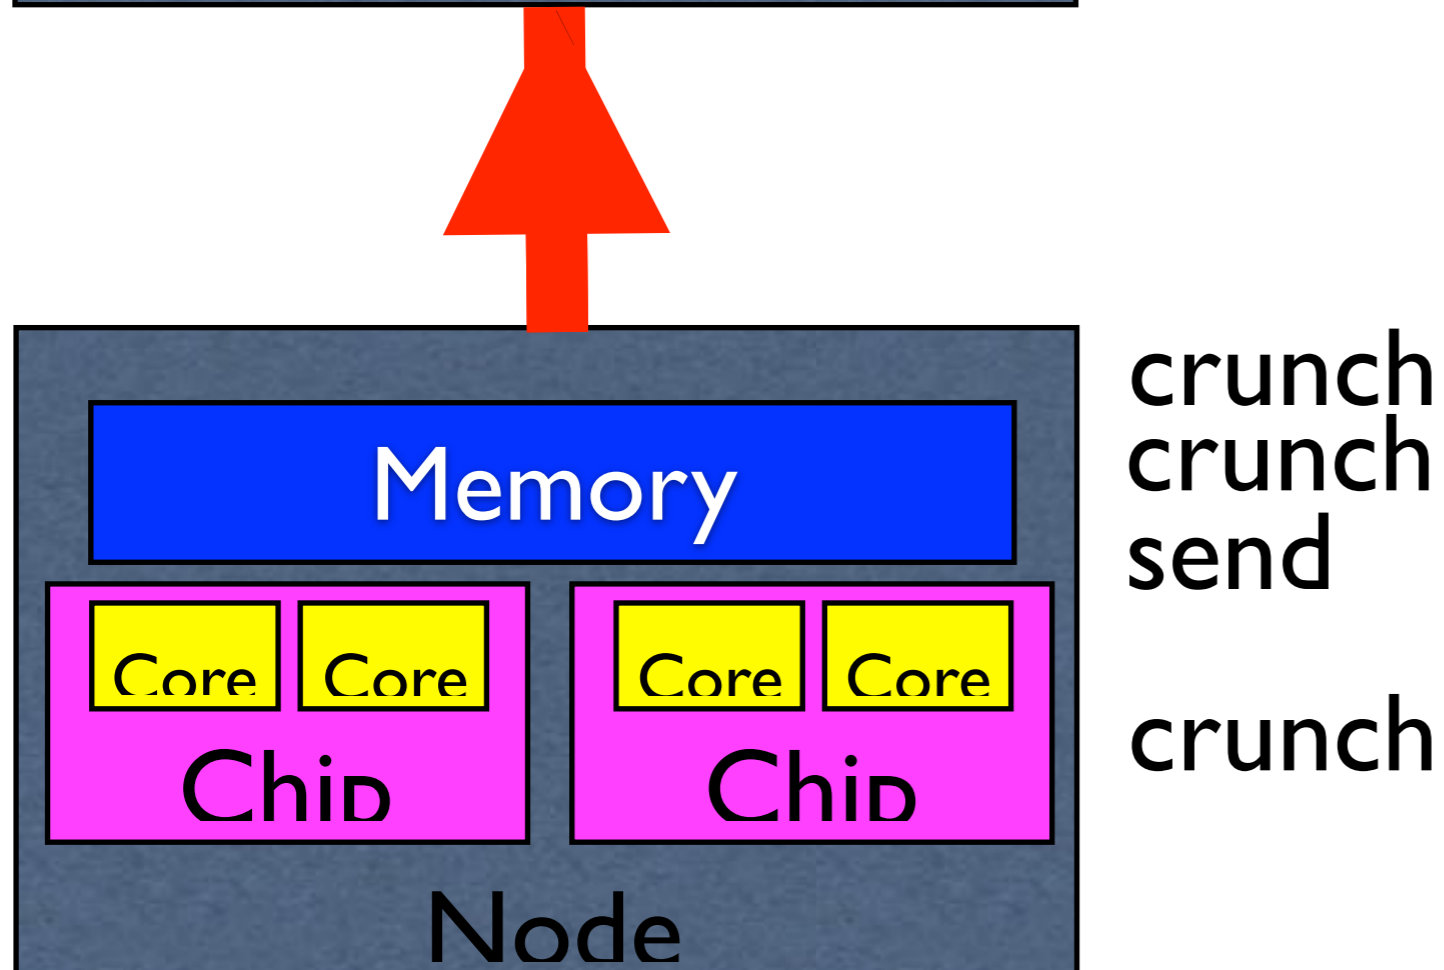 Memory
Core Core Core Core
Chip Chip
Node
crunch
crunch
send
crunch